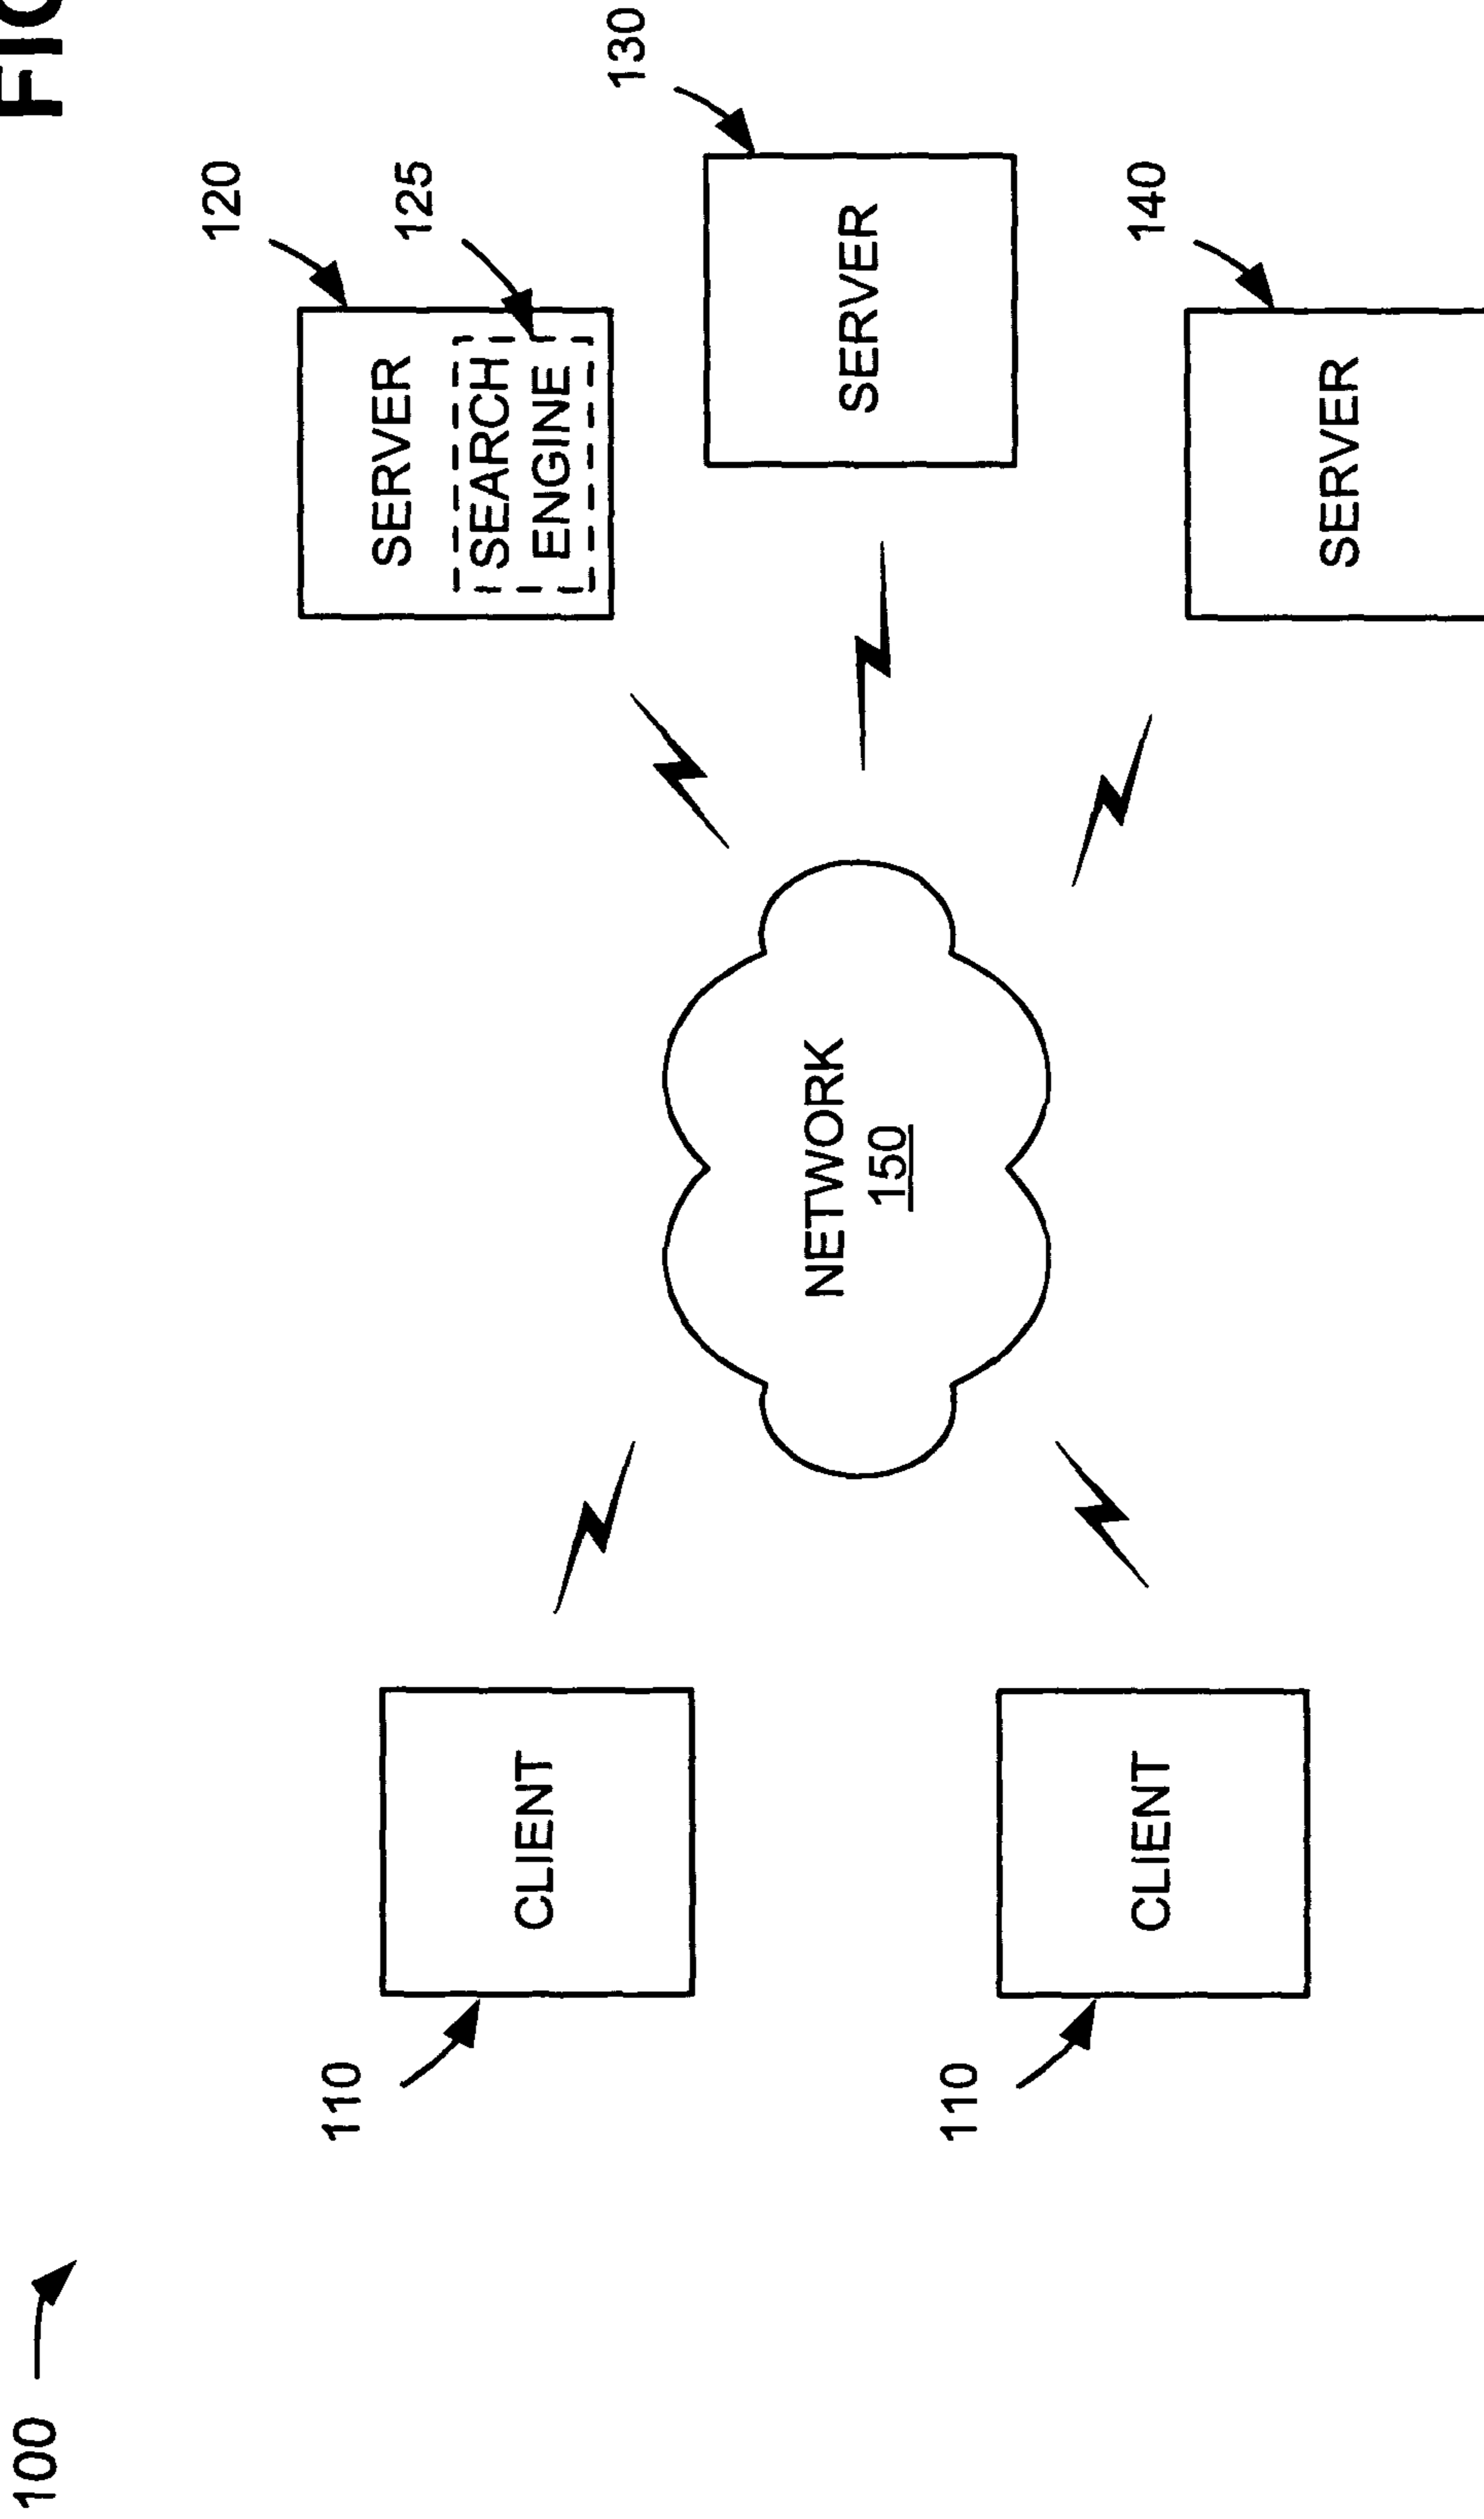 FIG
100
120
SERVER
125
SEARCH
ENGINE
110
CLIENT
130
SERVER
NETWORK
150
110
CLIENT
140
SERVER